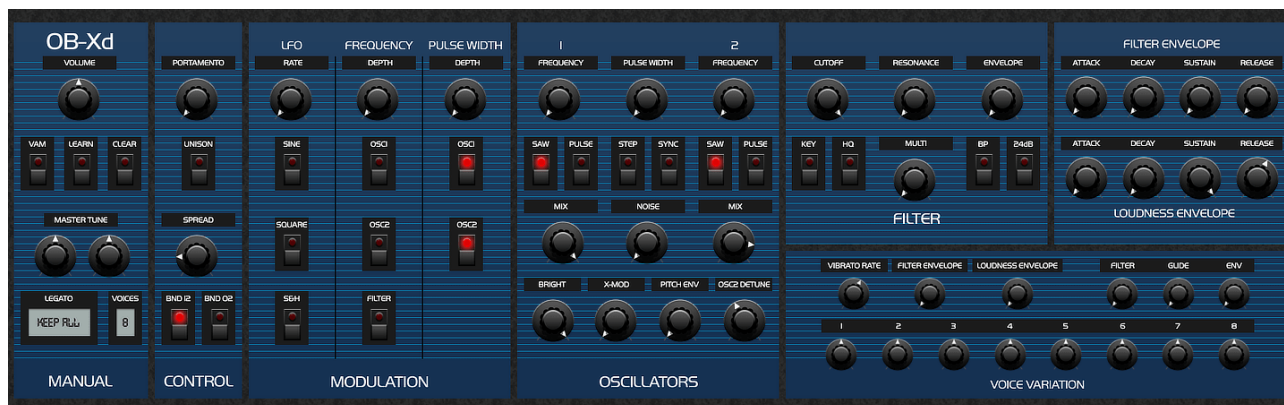 OB-Xd
VOLUME
VAM LEARN CLEAR
MASTER TUNE
LEGATO VOICES
KEEP ALL 8
MANUAL
PORTAMENTO
UNISON
SPREAD
BND 12 BND O2
CONTROL
LFO FREQUENCY PULSE WIDTH
RATE DEPTH DEPTH
SINE OSC1 OSC1
SQUARE OSC2 OSC2
S&H FILTER
MODULATION
1 2
FREQUENCY PULSE WIDTH FREQUENCY
SAW PULSE STEP SYNC SAW PULSE
MIX NOISE MIX
BRIGHT X-MOD PITCH ENV OSC2 DETUNE
OSCILLATORS
CUTOFF RESONANCE ENVELOPE
KEY HQ MULTI BP 24dB
FILTER
FILTER ENVELOPE
ATTACK DECAY SUSTAIN RELEASE
ATTACK DECAY SUSTAIN RELEASE
LOUDNESS ENVELOPE
VIBRATO RATE FILTER ENVELOPE LOUDNESS ENVELOPE FILTER GLIDE ENV
1 2 3 4 5 6 7 8
VOICE VARIATION